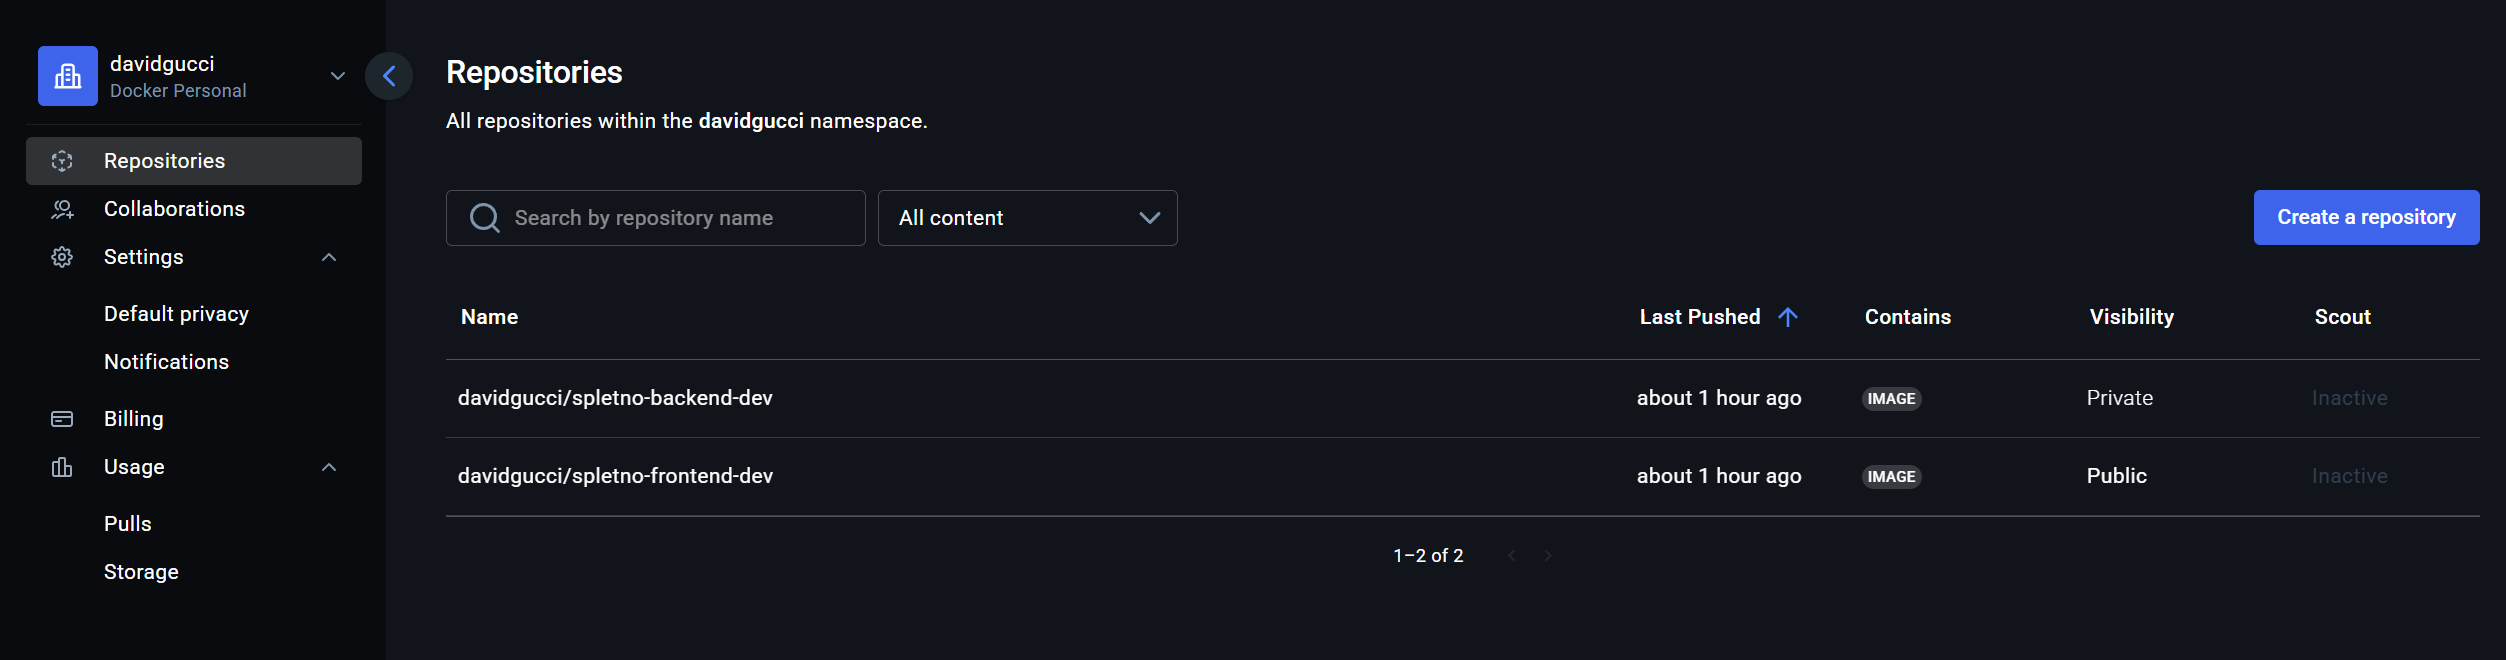 davidgucci
Docker Personal
Repositories
Collaborations
Settings
Default privacy
Notifications
Billing
Usage
Pulls
Storage
Repositories
All repositories within the davidgucci namespace.
Search by repository name
All content
Create a repository
Name Last Pushed Contains Visibility Scout
davidgucci/spletno-backend-dev about 1 hour ago IMAGE Private Inactive
davidgucci/spletno-frontend-dev about 1 hour ago IMAGE Public Inactive
1–2 of 2